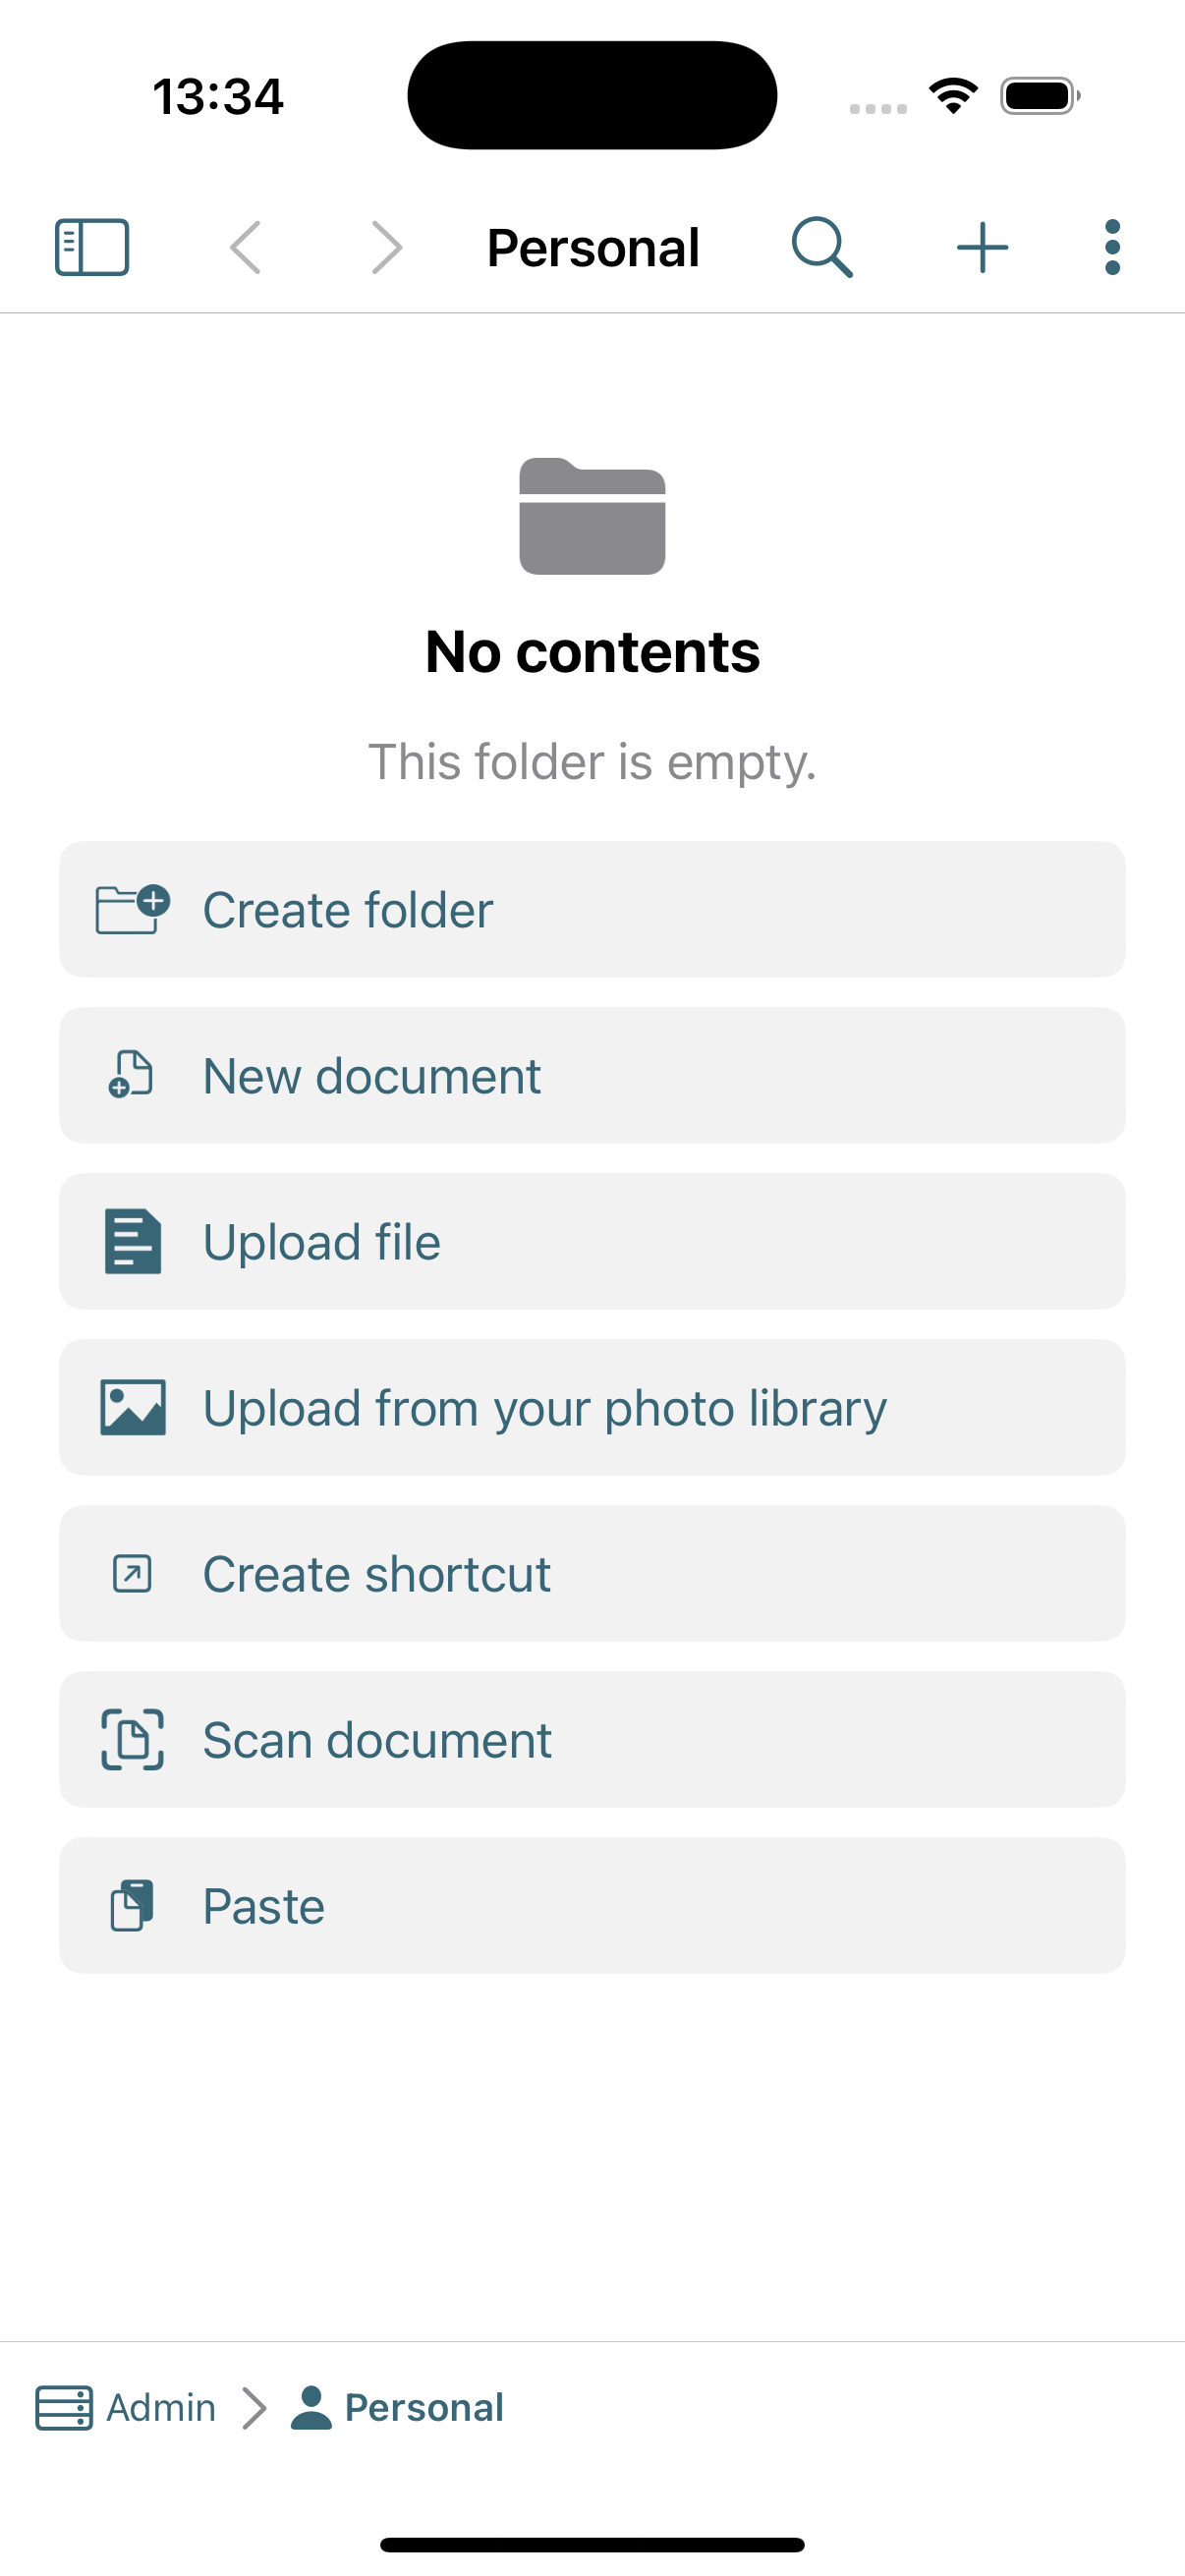 13:34
Personal
No contents
This folder is empty.
Create folder
New document
Upload file
Upload from your photo library
Create shortcut
Scan document
Paste
Admin
Personal